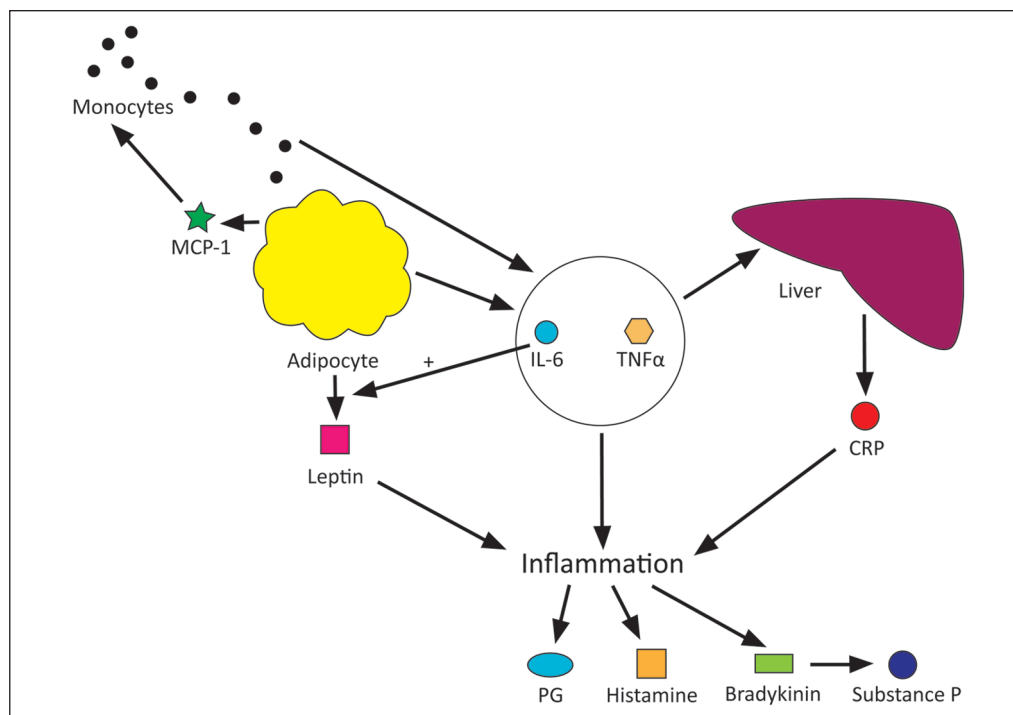 Monocytes
MCP-1
Liver
Adipocyte
+
IL-6
TNFα
CRP
Leptin
Inflammation
PG
Histamine
Bradykinin
Substance P